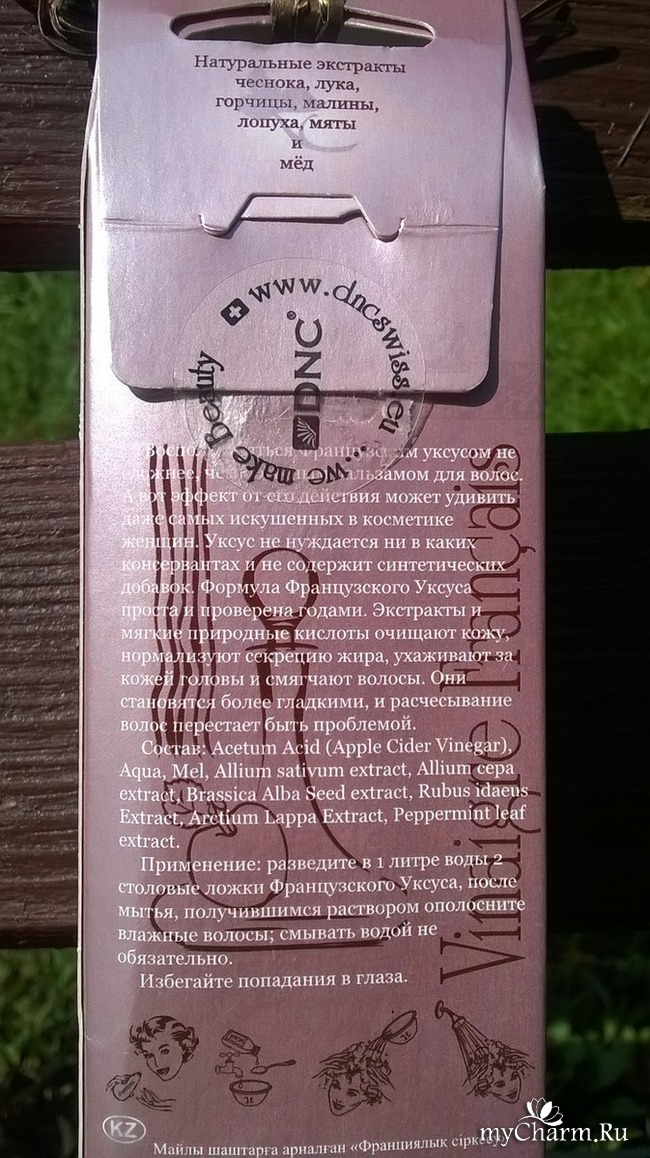 Натуральные экстракты
чеснока, лука,
горчицы, малины,
лопуха, мяты
и
мёд
www.dncswiss.eu
DNC®
...we make Beauty
уксусом не
бальзамом для волос.
А вот эффект от его действия может удивить
даже самых искушенных в косметике
женщин. Уксус не нуждается ни в каких
консервантах и не содержит синтетических
добавок. Формула Французского Уксуса
проста и проверена годами. Экстракты и
мягкие природные кислоты очищают кожу,
нормализуют секрецию жира, ухаживают за
кожей головы и смягчают волосы. Они
становятся более гладкими, и расчесывание
волос перестает быть проблемой.
Состав: Acetum Acid (Apple Cider Vinegar),
Aqua, Mel, Allium sativum extract, Allium cepa
extract, Brassica Alba Seed extract, Rubus idaeus
Extract, Arctium Lappa Extract, Peppermint leaf
extract.
Применение: разведите в 1 литре воды 2
столовые ложки Французского Уксуса, после
мытья, получившимся раствором ополосните
влажные волосы; смывать водой не
обязательно.
Избегайте попадания в глаза.
Vinaigre Français
KZ
Майлы шаштарға арналған «Франциялық сіркесу»
myCharm.Ru